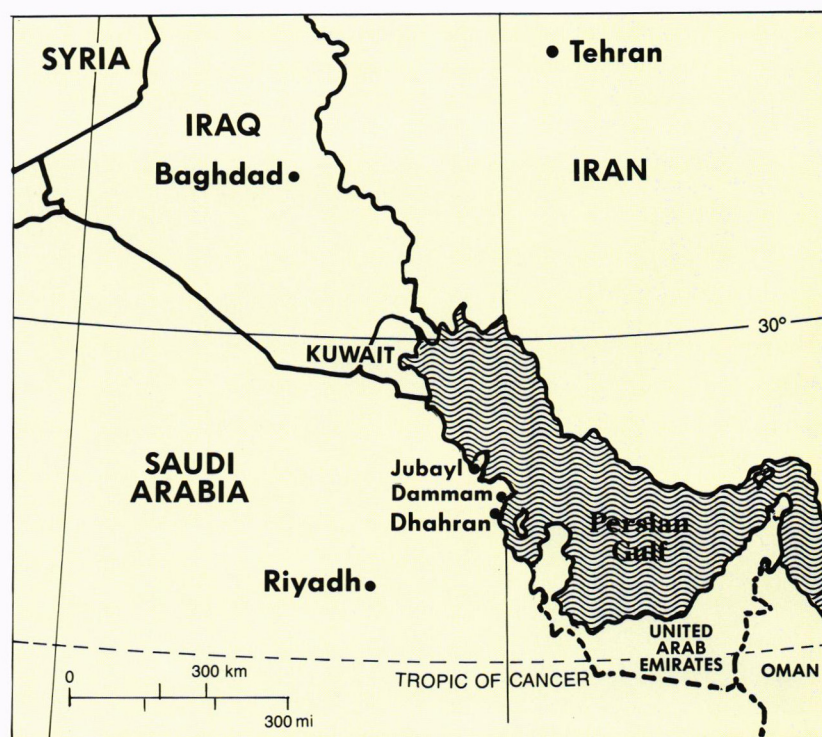 SYRIA
Tehran
IRAQ
Baghdad
IRAN
30°
KUWAIT
SAUDI
ARABIA
Jubayl
Dammam
Dhahran
Persian
Gulf
Riyadh
UNITED
ARAB
EMIRATES
OMAN
0 300 km
TROPIC OF CANCER
300 mi